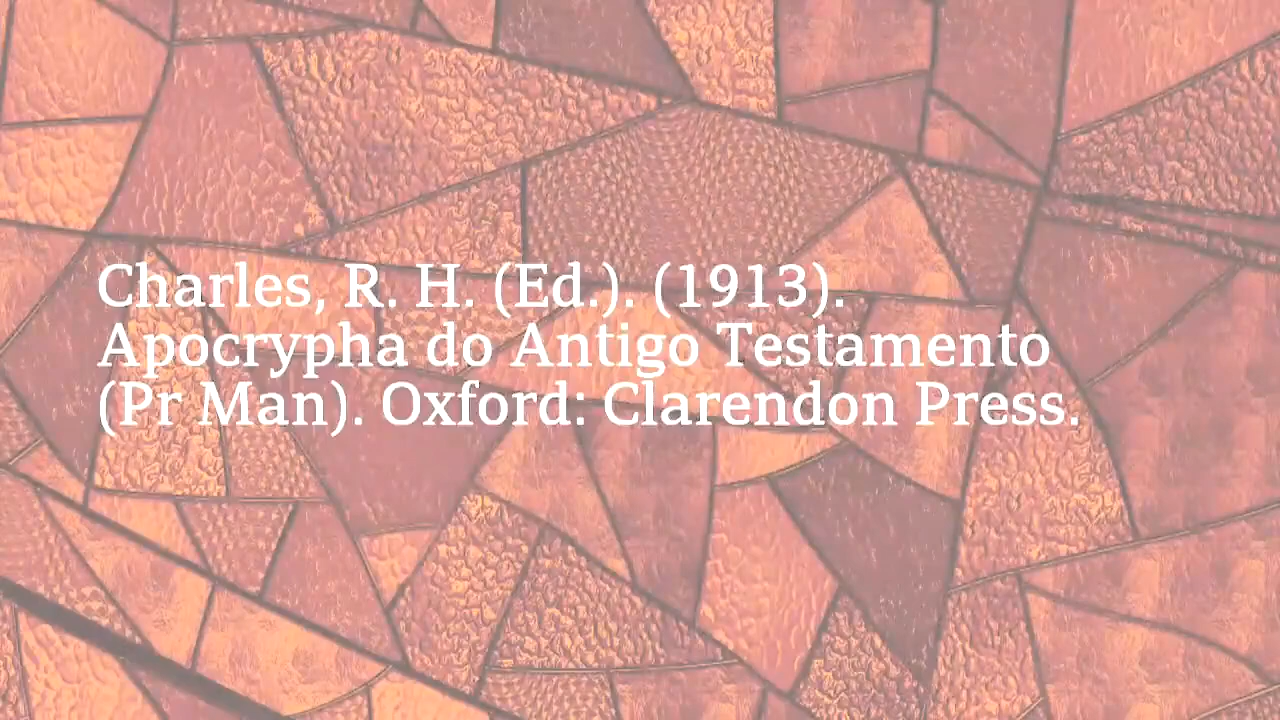 Charles, R. H. (Ed.). (1913).
Apocrypha do Antigo Testamento
(Pr Man). Oxford: Clarendon Press.